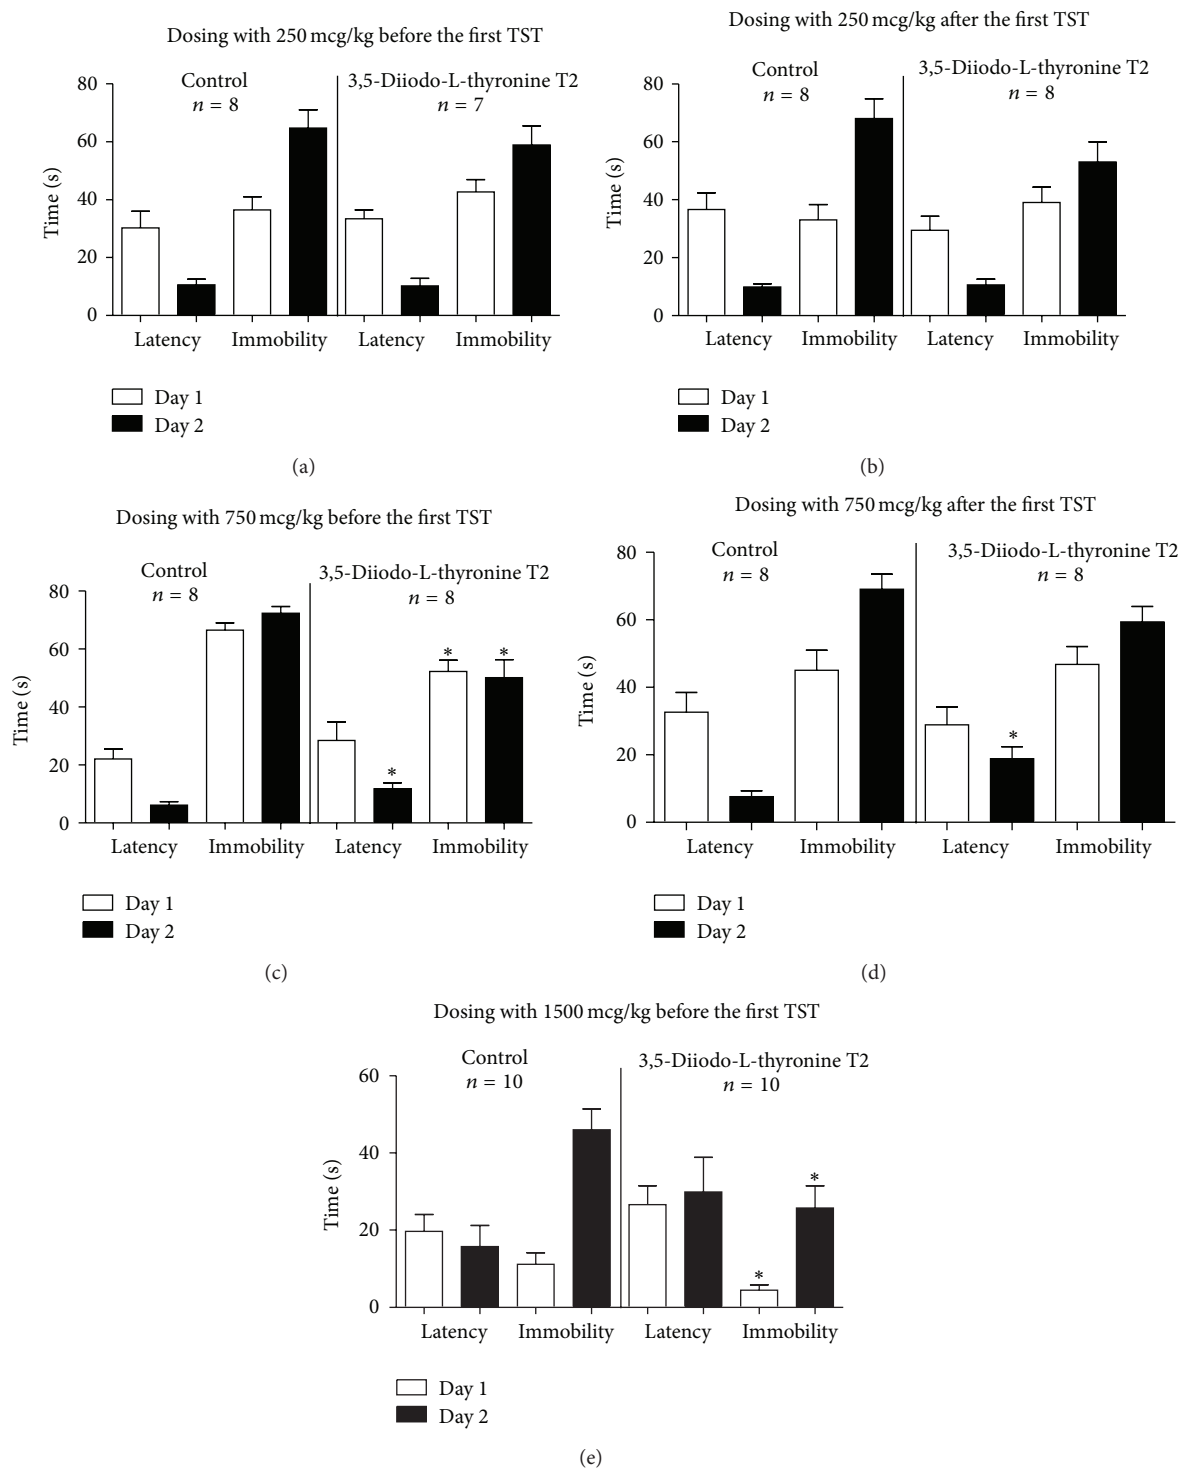 Dosing with 250 mcg/kg before the first TST
Control
n = 8
3,5-Diiodo-L-thyronine T2
n = 7
Time (s)
80
60
40
20
0
Latency
Immobility
Latency
Immobility
Day 1
Day 2
(a)
Dosing with 250 mcg/kg after the first TST
Control
n = 8
3,5-Diiodo-L-thyronine T2
n = 8
Time (s)
80
60
40
20
0
Latency
Immobility
Latency
Immobility
Day 1
Day 2
(b)
Dosing with 750 mcg/kg before the first TST
Control
n = 8
3,5-Diiodo-L-thyronine T2
n = 8
Time (s)
80
60
40
20
0
*
*
*
Latency
Immobility
Latency
Immobility
Day 1
Day 2
(c)
Dosing with 750 mcg/kg after the first TST
Control
n = 8
3,5-Diiodo-L-thyronine T2
n = 8
Time (s)
80
60
40
20
0
*
Latency
Immobility
Latency
Immobility
Day 1
Day 2
(d)
Dosing with 1500 mcg/kg before the first TST
Control
n = 10
3,5-Diiodo-L-thyronine T2
n = 10
Time (s)
60
40
20
0
*
*
Latency
Immobility
Latency
Immobility
Day 1
Day 2
(e)